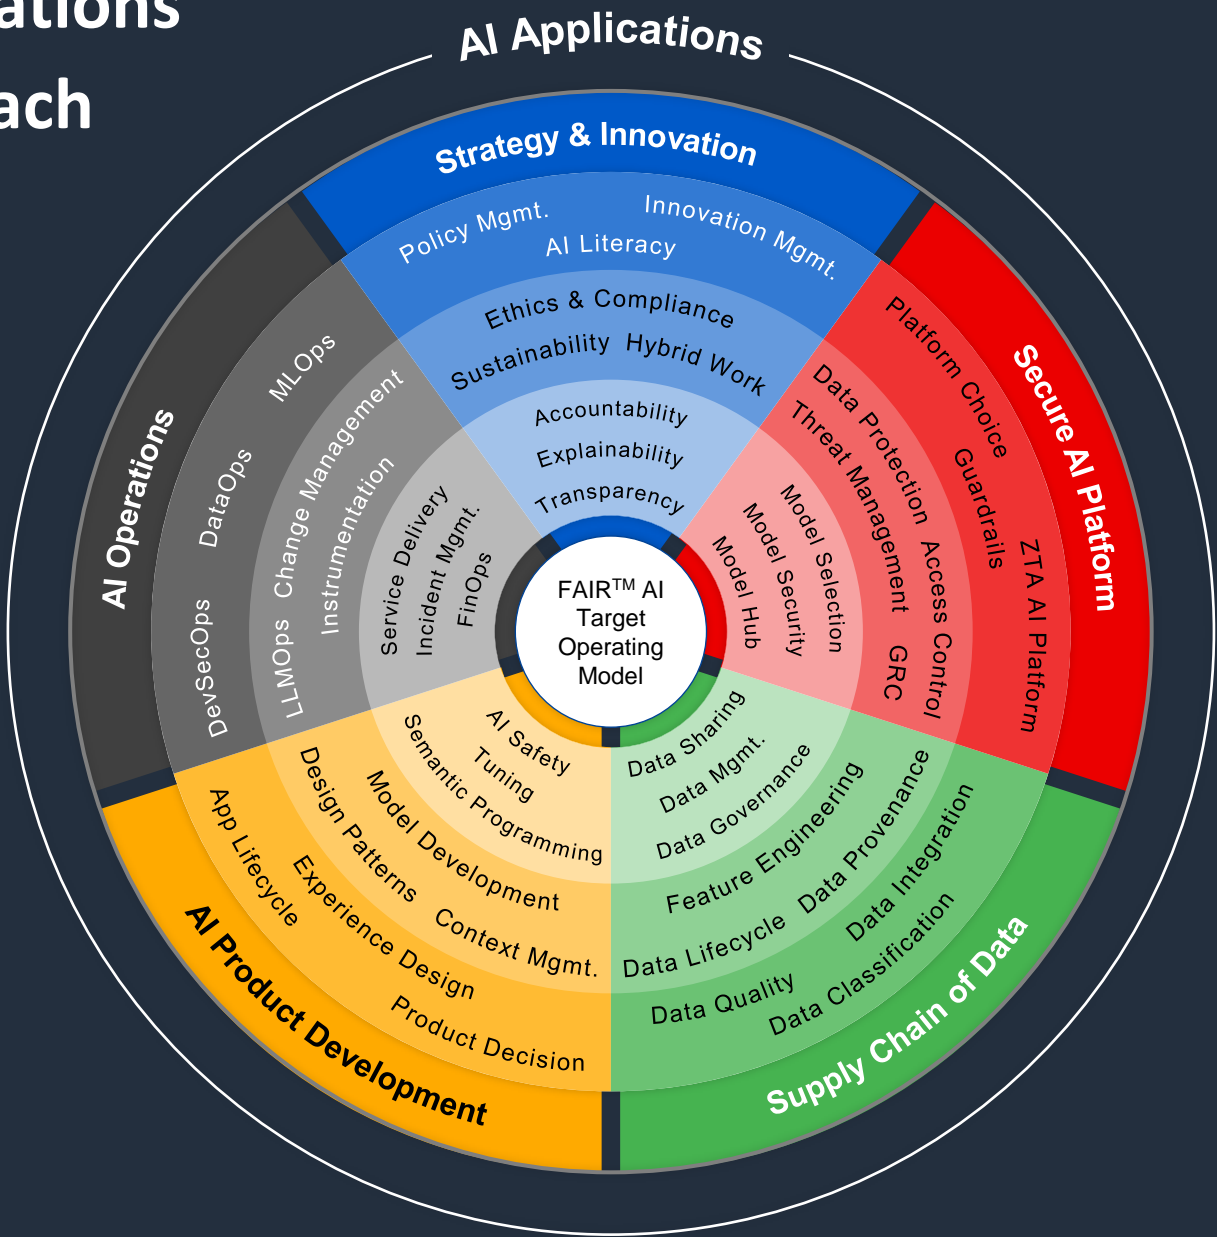 ations
ach
AI Applications
Strategy & Innovation
Policy Mgmt.
Innovation Mgmt.
AI Literacy
Ethics & Compliance
Sustainability
Hybrid Work
Accountability
Explainability
Transparency
Secure AI Platform
Platform Choice
Guardrails
ZTA AI Platform
Data Protection
Access Control
Threat Management
GRC
Model Selection
Model Security
Model Hub
Supply Chain of Data
Data Integration
Data Classification
Data Quality
Data Provenance
Feature Engineering
Data Lifecycle
Data Sharing
Data Mgmt.
Data Governance
AI Product Development
App Lifecycle
Experience Design
Product Decision
Design Patterns
Model Development
Context Mgmt.
AI Safety
Tuning
Semantic Programming
AI Operations
MLOps
DataOps
DevSecOps
Change Management
Instrumentation
LLMOps
Service Delivery
Incident Mgmt.
FinOps
FAIR™ AI
Target
Operating
Model